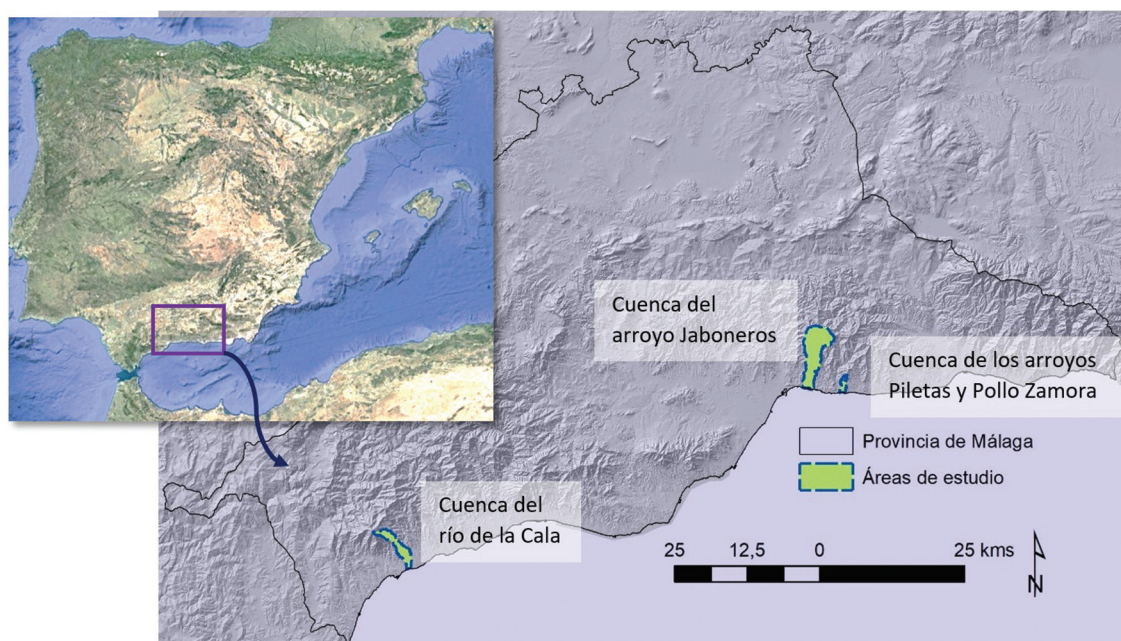 Cuenca del
arroyo Jaboneros
Cuenca de los arroyos
Piletas y Pollo Zamora
Provincia de Málaga
Áreas de estudio
Cuenca del
río de la Cala
25 12,5 0 25 kms
N